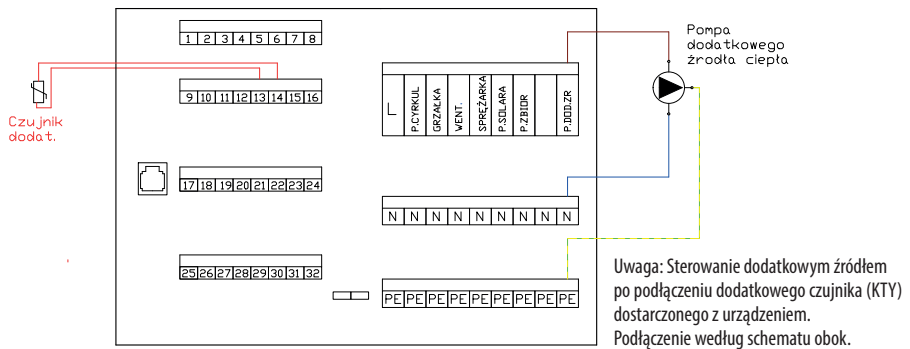 1 2 3 4 5 6 7 8
Pompa
dodatkowego
źrodła ciepła
9 10 11 12 13 14 15 16
L
P.CYRKUL
GRZAŁKA
WENT.
SPRĘŻARKA
P.SOLARA
P.ZBIOR
P.DOD.ZR
Czujnik
dodat.
17 18 19 20 21 22 23 24
N N N N N N N N N
25 26 27 28 29 30 31 32
PE PE PE PE PE PE PE PE PE
Uwaga: Sterowanie dodatkowym źródłem
po podłączeniu dodatkowego czujnika (KTY)
dostarczonego z urządzeniem.
Podłączenie według schematu obok.